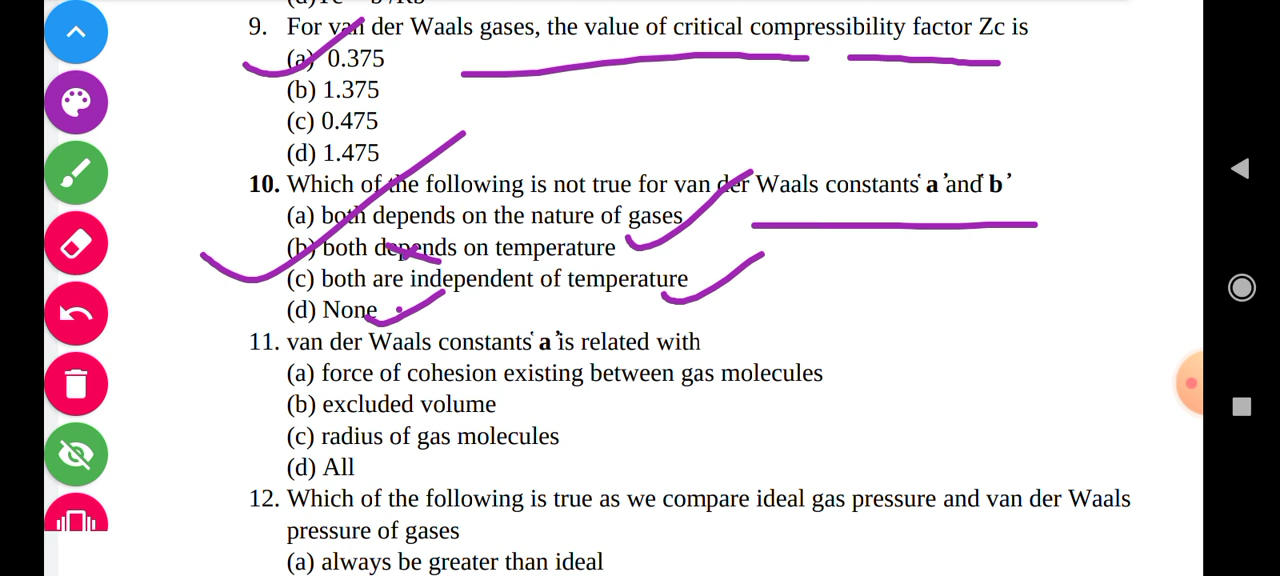 9. For van der Waals gases, the value of critical compressibility factor Zc is
(a) 0.375
(b) 1.375
(c) 0.475
(d) 1.475
10. Which of the following is not true for van der Waals constants ‘a’ and ‘b’
(a) both depends on the nature of gases
(b) both depends on temperature
(c) both are independent of temperature
(d) None
11. van der Waals constants ‘a’ is related with
(a) force of cohesion existing between gas molecules
(b) excluded volume
(c) radius of gas molecules
(d) All
12. Which of the following is true as we compare ideal gas pressure and van der Waals
pressure of gases
(a) always be greater than ideal